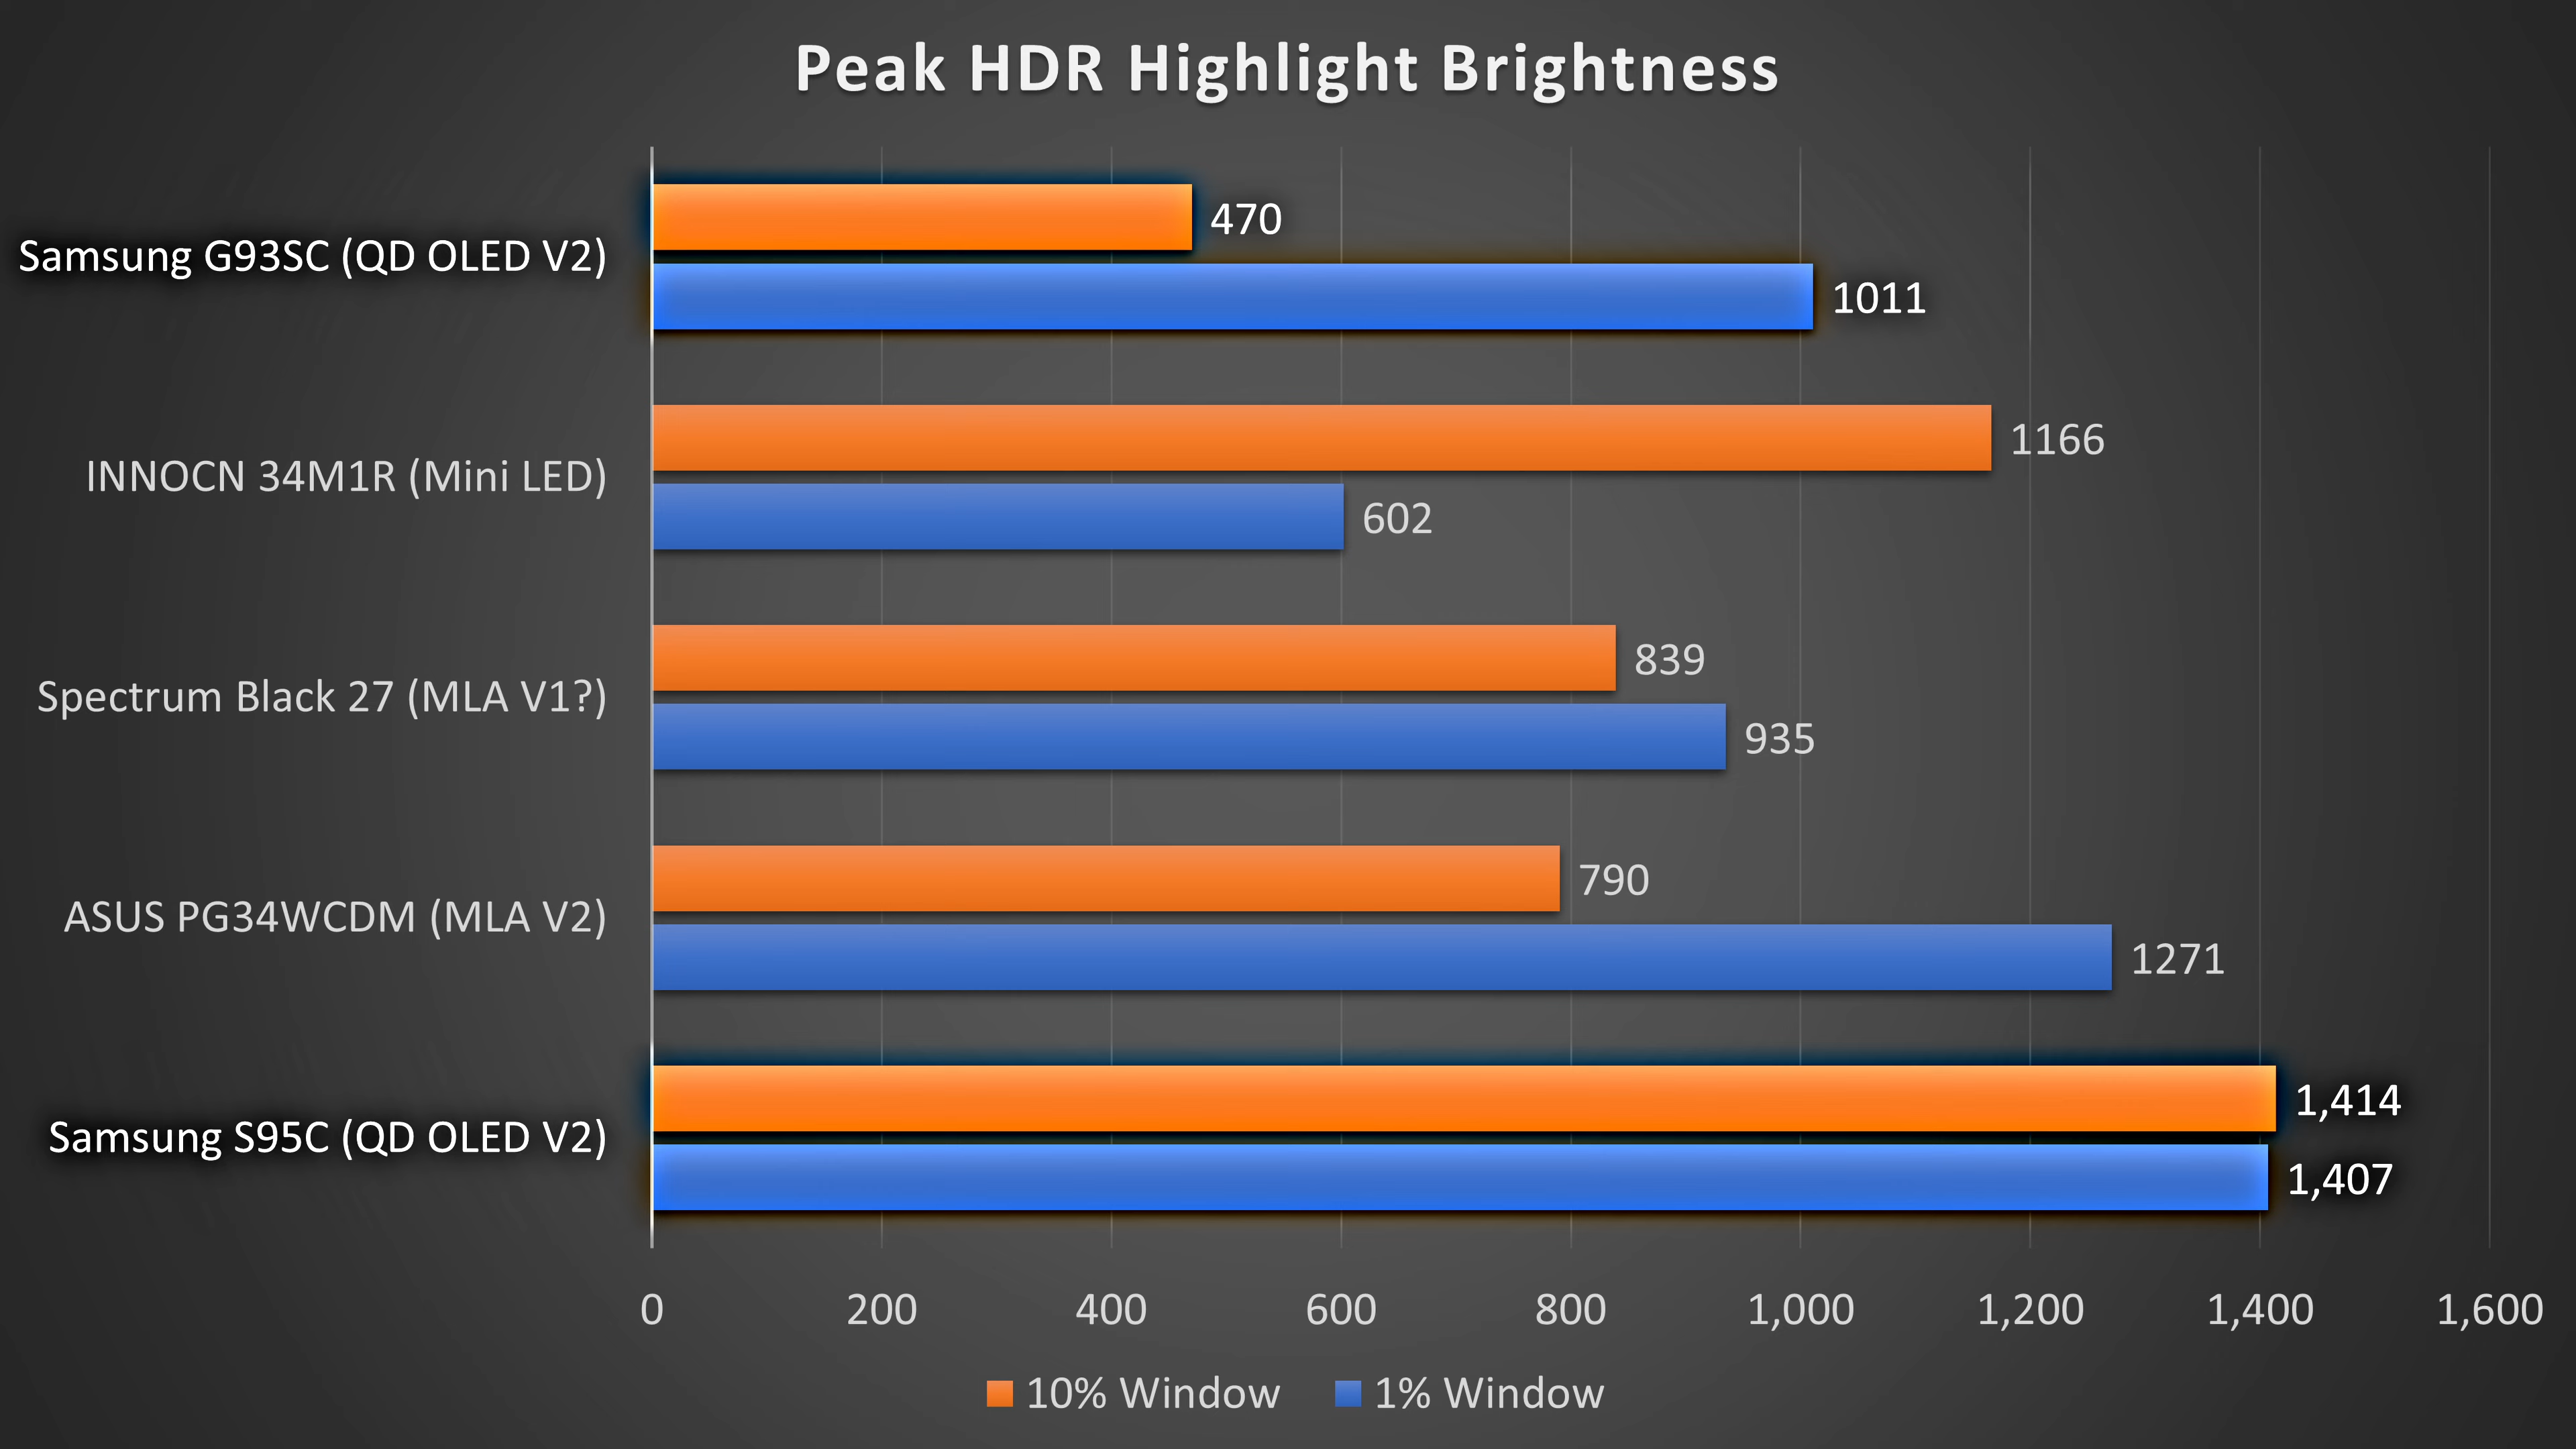 Peak HDR Highlight Brightness
Samsung G93SC (QD OLED V2)
470
1011
INNOCN 34M1R (Mini LED)
1166
602
Spectrum Black 27 (MLA V1?)
839
935
ASUS PG34WCDM (MLA V2)
790
1271
Samsung S95C (QD OLED V2)
1,414
1,407
0 200 400 600 800 1,000 1,200 1,400 1,600
10% Window 1% Window